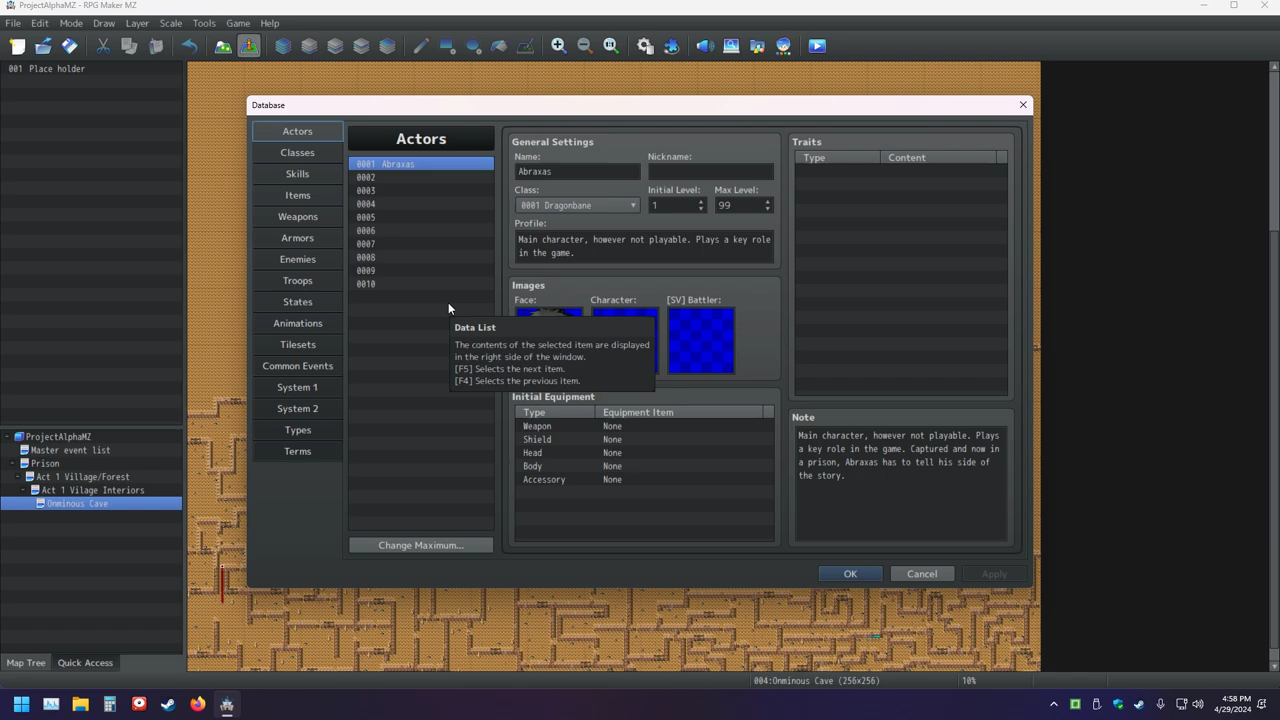 ProjectAlphaMZ - RPG Maker MZ
File Edit Mode Draw Layer Scale Tools Game Help
001 Place holder
Database
Actors
Classes
Skills
Items
Weapons
Armors
Enemies
Troops
States
Animations
Tilesets
Common Events
System 1
System 2
Types
Terms
Actors
0001 Abraxas
0002
0003
0004
0005
0006
0007
0008
0009
0010
Change Maximum...
General Settings
Name: Nickname:
Abraxas
Class: Initial Level: Max Level:
0001 Dragonbane 1 99
Profile:
Main character, however not playable. Plays a key role
in the game.
Images
Face: Character: [SV] Battler:
Data List
The contents of the selected item are displayed
in the right side of the window.
[F5] Selects the next item.
[F4] Selects the previous item.
Initial Equipment
Type Equipment Item
Weapon None
Shield None
Head None
Body None
Accessory None
Traits
Type Content
Note
Main character, however not playable. Plays
a key role in the game. Captured and now in
a prison, Abraxas has to tell his side of
the story.
OK Cancel Apply
ProjectAlphaMZ
Master event list
Prison
Act 1 Village/Forest
Act 1 Vilage Interiors
Onminous Cave
Map Tree Quick Access
004:Onminous Cave (256x256) 10%
4:58 PM
4/29/2024